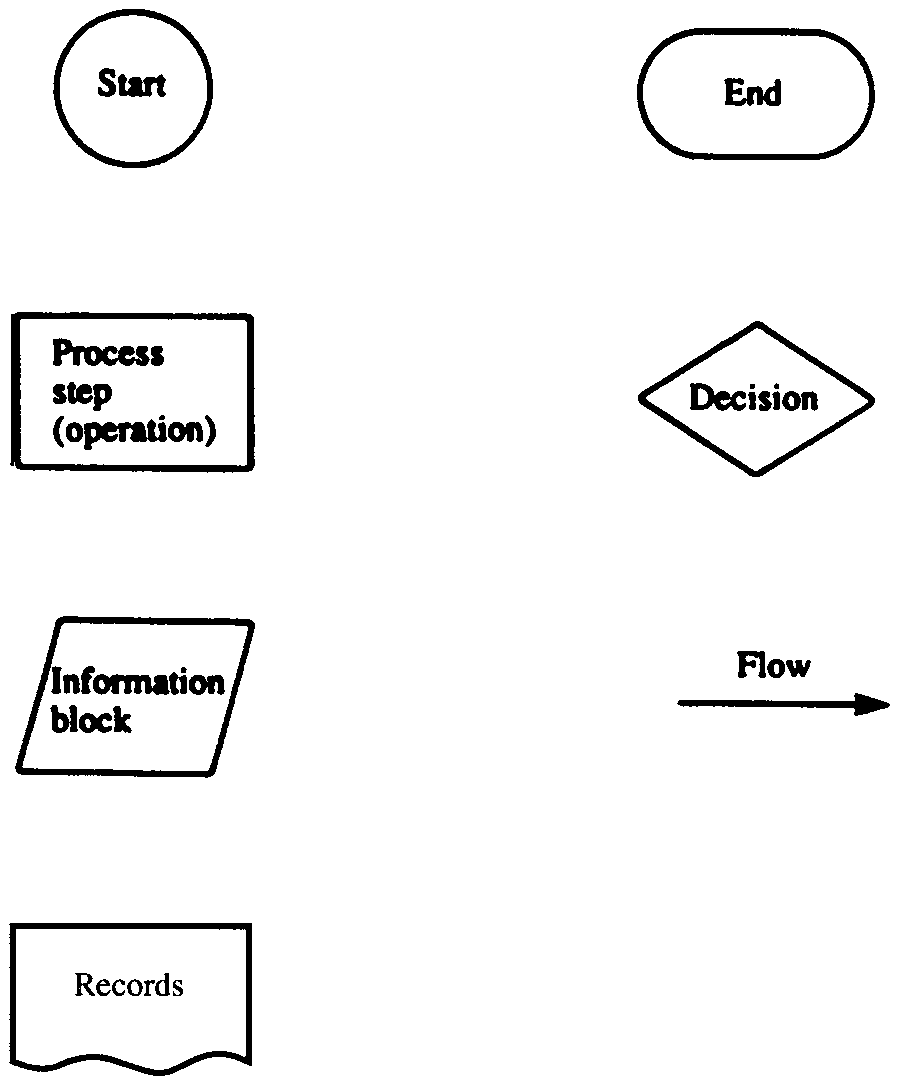 Start
End
Process
step
(operation)
Decision
Information
block
Flow
Records